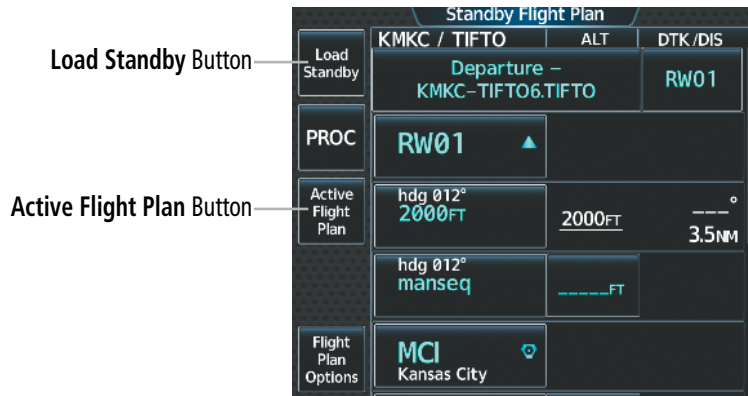 Standby Flight Plan
Load Standby Button
Load
Standby
KMKC / TIFTO
ALT
DTK/DIS
Departure –
KMKC–TIFTO6.TIFTO
RW01
PROC
RW01
Active Flight Plan Button
Active
Flight
Plan
hdg 012°
2000FT
2000FT
___°
3.5NM
hdg 012°
manseq
_____FT
Flight
Plan
Options
MCI
Kansas City